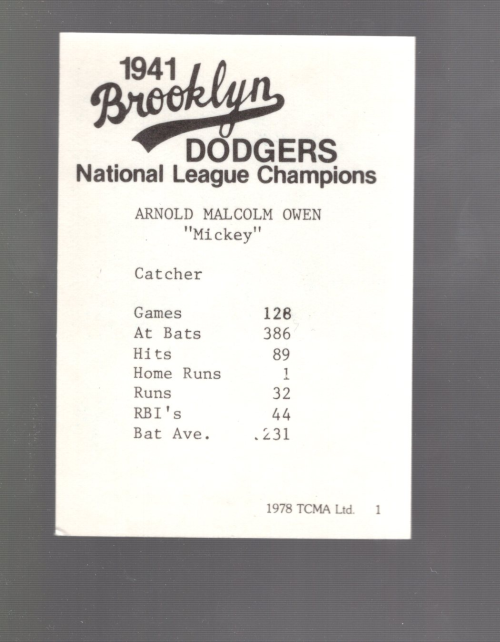 1941
Brooklyn
DODGERS
National League Champions
ARNOLD MALCOLM OWEN
"Mickey"
Catcher
Games 128
At Bats 386
Hits 89
Home Runs 1
Runs 32
RBI's 44
Bat Ave. .231
1978 TCMA Ltd. 1